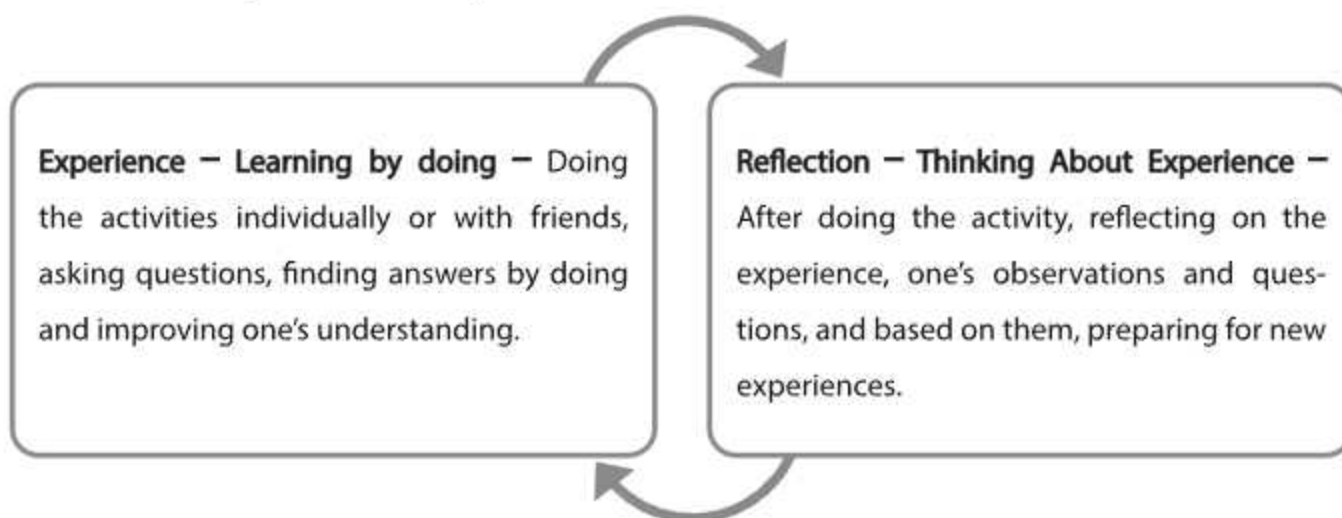 Experience – Learning by doing – Doing
the activities individually or with friends,
asking questions, finding answers by doing
and improving one's understanding.
Reflection – Thinking About Experience –
After doing the activity, reflecting on the
experience, one's observations and ques-
tions, and based on them, preparing for new
experiences.